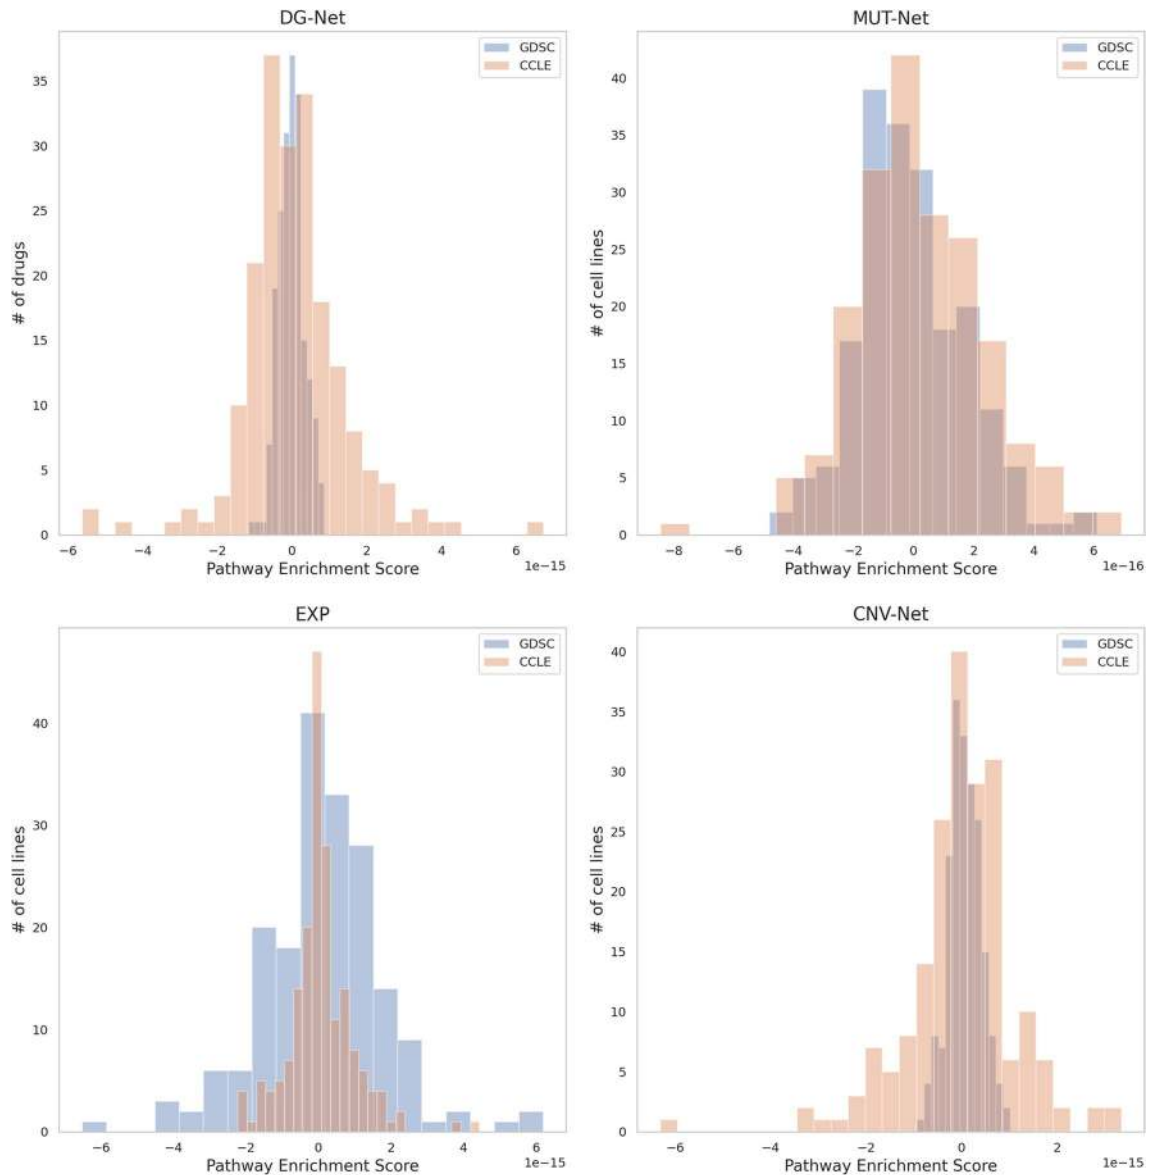 DG-Net
GDSC
CCLE
# of drugs
35
30
25
20
15
10
5
0
−6 −4 −2 0 2 4 6
1e−15
Pathway Enrichment Score
MUT-Net
GDSC
CCLE
# of cell lines
40
35
30
25
20
15
10
5
0
−8 −6 −4 −2 0 2 4 6
1e−16
Pathway Enrichment Score
EXP
GDSC
CCLE
# of cell lines
40
30
20
10
0
−6 −4 −2 0 2 4 6
1e−15
Pathway Enrichment Score
CNV-Net
GDSC
CCLE
# of cell lines
40
35
30
25
20
15
10
5
0
−6 −4 −2 0 2
1e−15
Pathway Enrichment Score